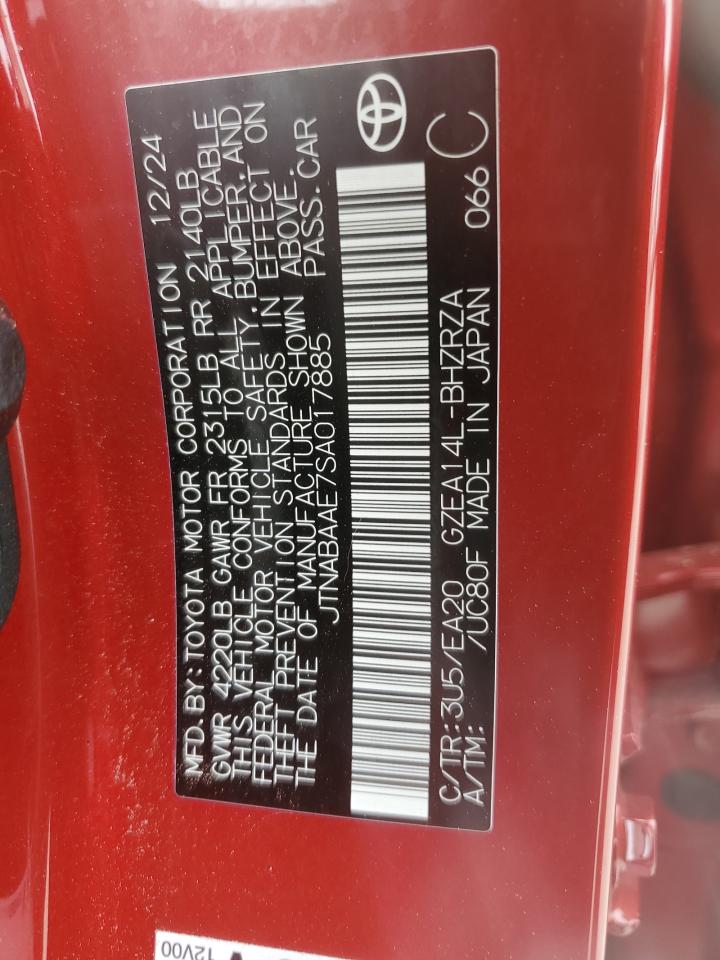 MFD.BY:TOYOTA MOTOR CORPORATION 12/24
GVWR 4220LB GAWR FR 2315LB RR 2140LB
THIS VEHICLE CONFORMS TO ALL APPLICABLE
FEDERAL MOTOR VEHICLE SAFETY,BUMPER,AND
THEFT PREVENTION STANDARDS IN EFFECT ON
THE DATE OF MANUFACTURE SHOWN ABOVE.
JTNABAAE7SA017885 PASS.CAR
C/TR:3U5/EA20 GZEA14L-BHZRZA 066
A/TM: /UC80F MADE IN JAPAN C
12V00